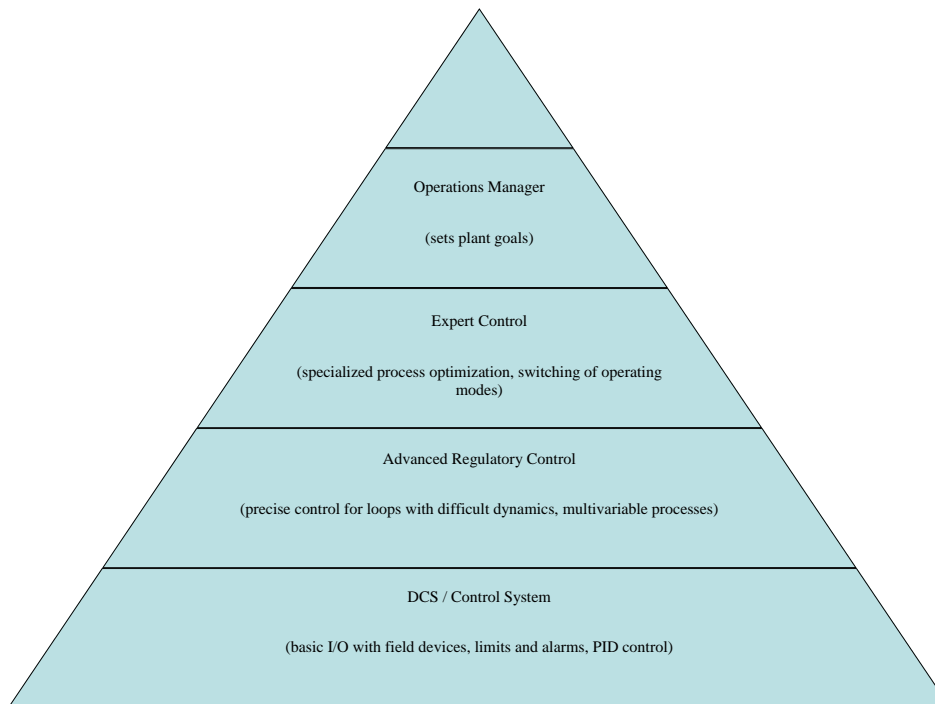 Operations Manager
(sets plant goals)
Expert Control
(specialized process optimization, switching of operating
modes)
Advanced Regulatory Control
(precise control for loops with difficult dynamics, multivariable processes)
DCS / Control System
(basic I/O with field devices, limits and alarms, PID control)